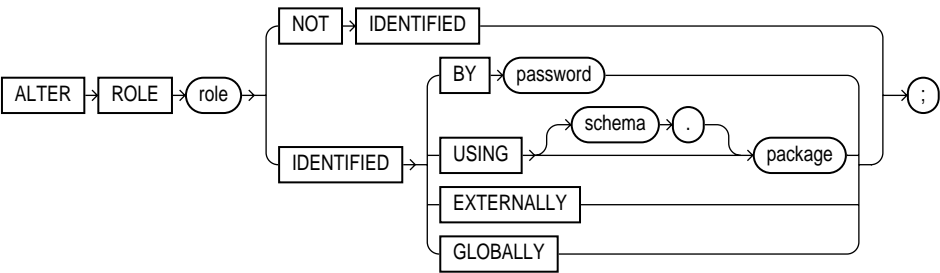 NOT IDENTIFIED
BY password
ALTER ROLE role ;
schema .
IDENTIFIED USING package
EXTERNALLY
GLOBALLY